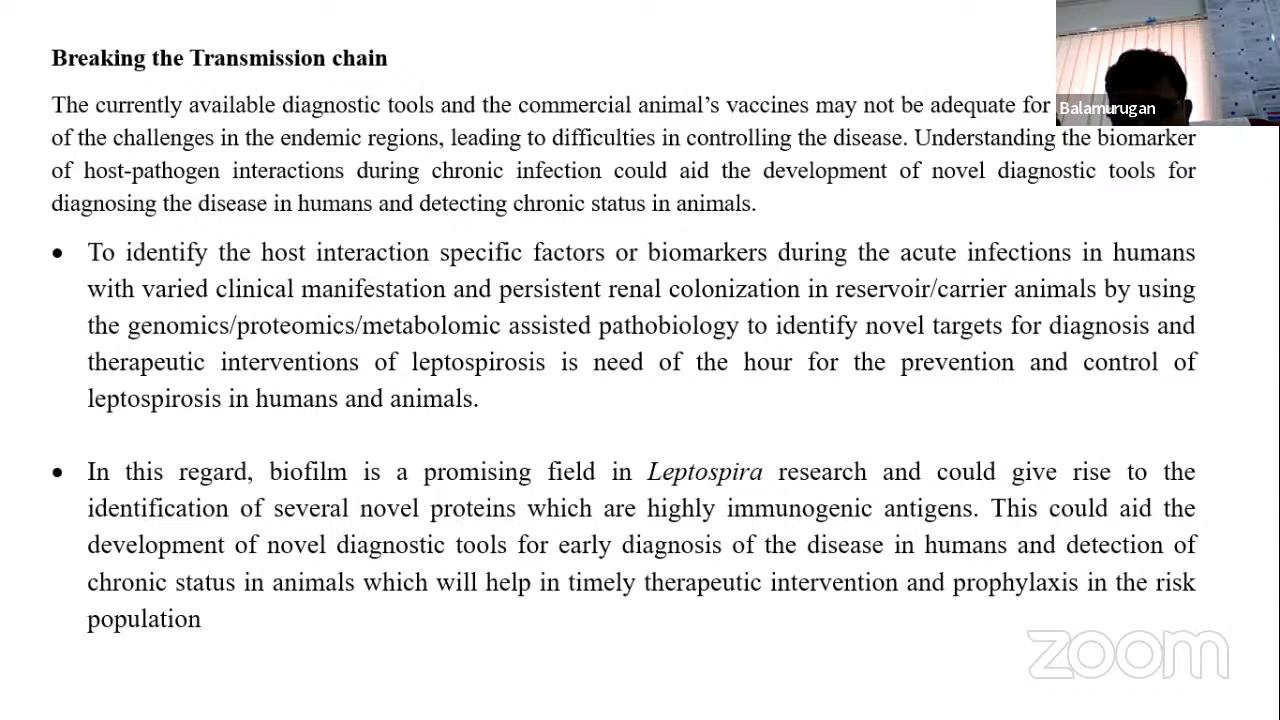 Breaking the Transmission chain
The currently available diagnostic tools and the commercial animal's vaccines may not be adequate for
Balamurugan
of the challenges in the endemic regions, leading to difficulties in controlling the disease. Understanding the biomarker
of host-pathogen interactions during chronic infection could aid the development of novel diagnostic tools for
diagnosing the disease in humans and detecting chronic status in animals.
• To identify the host interaction specific factors or biomarkers during the acute infections in humans
with varied clinical manifestation and persistent renal colonization in reservoir/carrier animals by using
the genomics/proteomics/metabolomic assisted pathobiology to identify novel targets for diagnosis and
therapeutic interventions of leptospirosis is need of the hour for the prevention and control of
leptospirosis in humans and animals.
• In this regard, biofilm is a promising field in Leptospira research and could give rise to the
identification of several novel proteins which are highly immunogenic antigens. This could aid the
development of novel diagnostic tools for early diagnosis of the disease in humans and detection of
chronic status in animals which will help in timely therapeutic intervention and prophylaxis in the risk
population
zoom